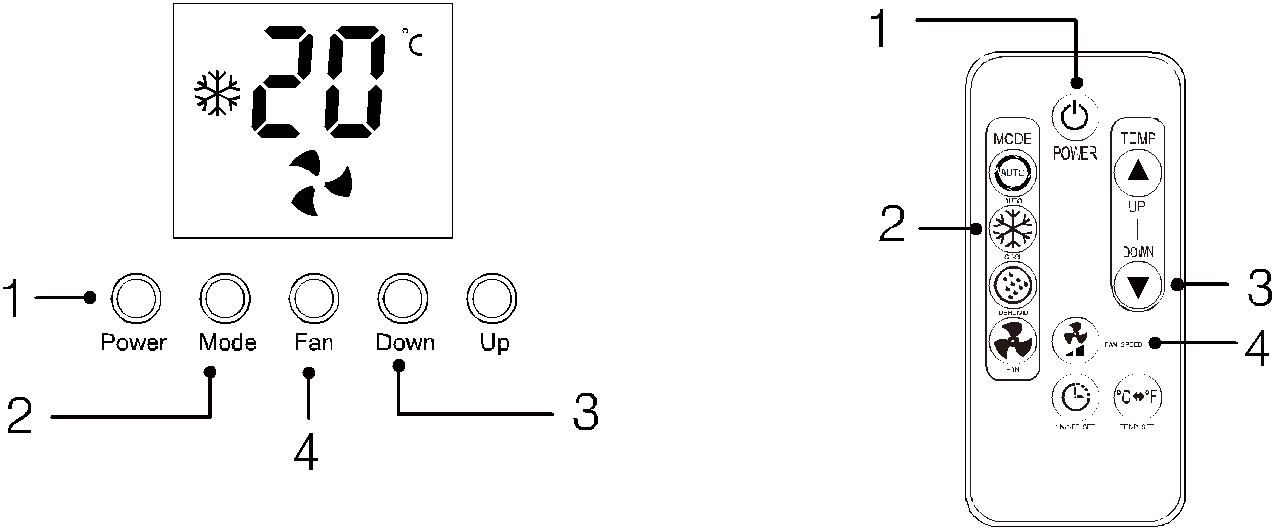 20 °C
1
Power Mode Fan Down Up
2
3
4
1
POWER
MODE
TEMP
AUTO
UP
2
DOWN
3
FAN SPEED
4
FAN
°C °F